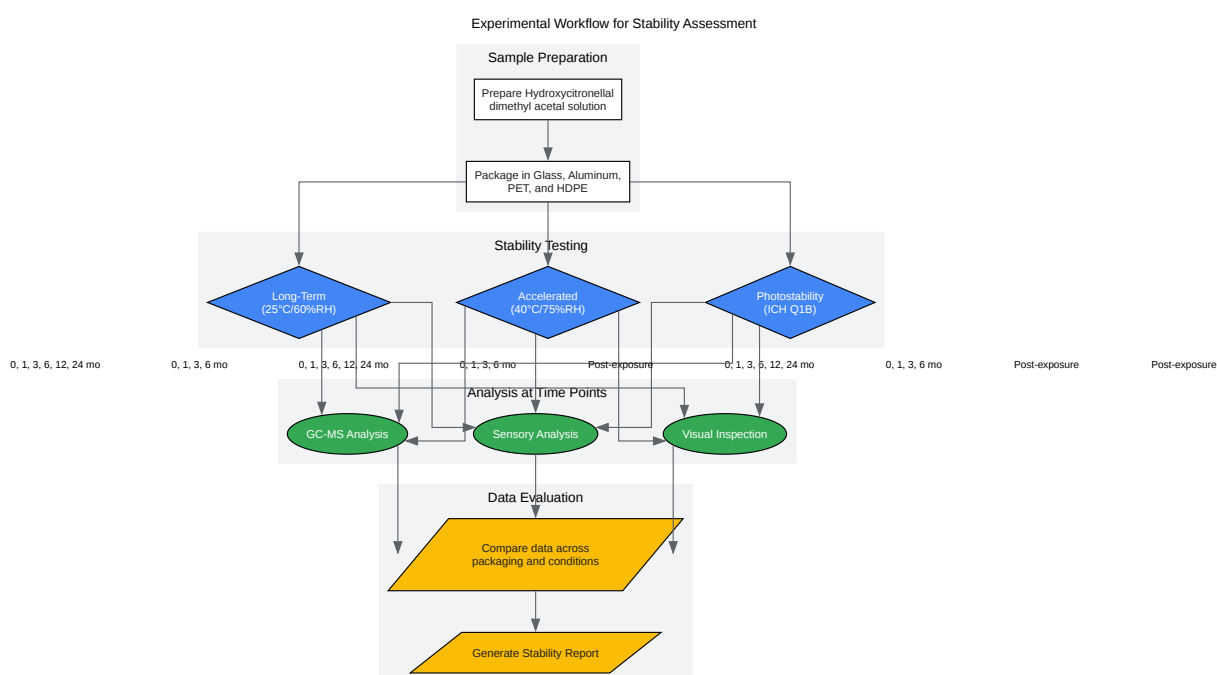 Experimental Workflow for Stability Assessment
Sample Preparation
Prepare Hydroxycitronellal
dimethyl acetal solution
Package in Glass, Aluminum,
PET, and HDPE
Stability Testing
Long-Term
(25°C/60%RH)
Accelerated
(40°C/75%RH)
Photostability
(ICH Q1B)
0, 1, 3, 6, 12, 24 mo
0, 1, 3, 6 mo
0, 1, 3, 6, 12, 24 mo
0, 1, 3, 6 mo
Post-exposure
0, 1, 3, 6, 12, 24 mo
0, 1, 3, 6 mo
Post-exposure
Post-exposure
Analysis at Time Points
GC-MS Analysis
Sensory Analysis
Visual Inspection
Data Evaluation
Compare data across
packaging and conditions
Generate Stability Report